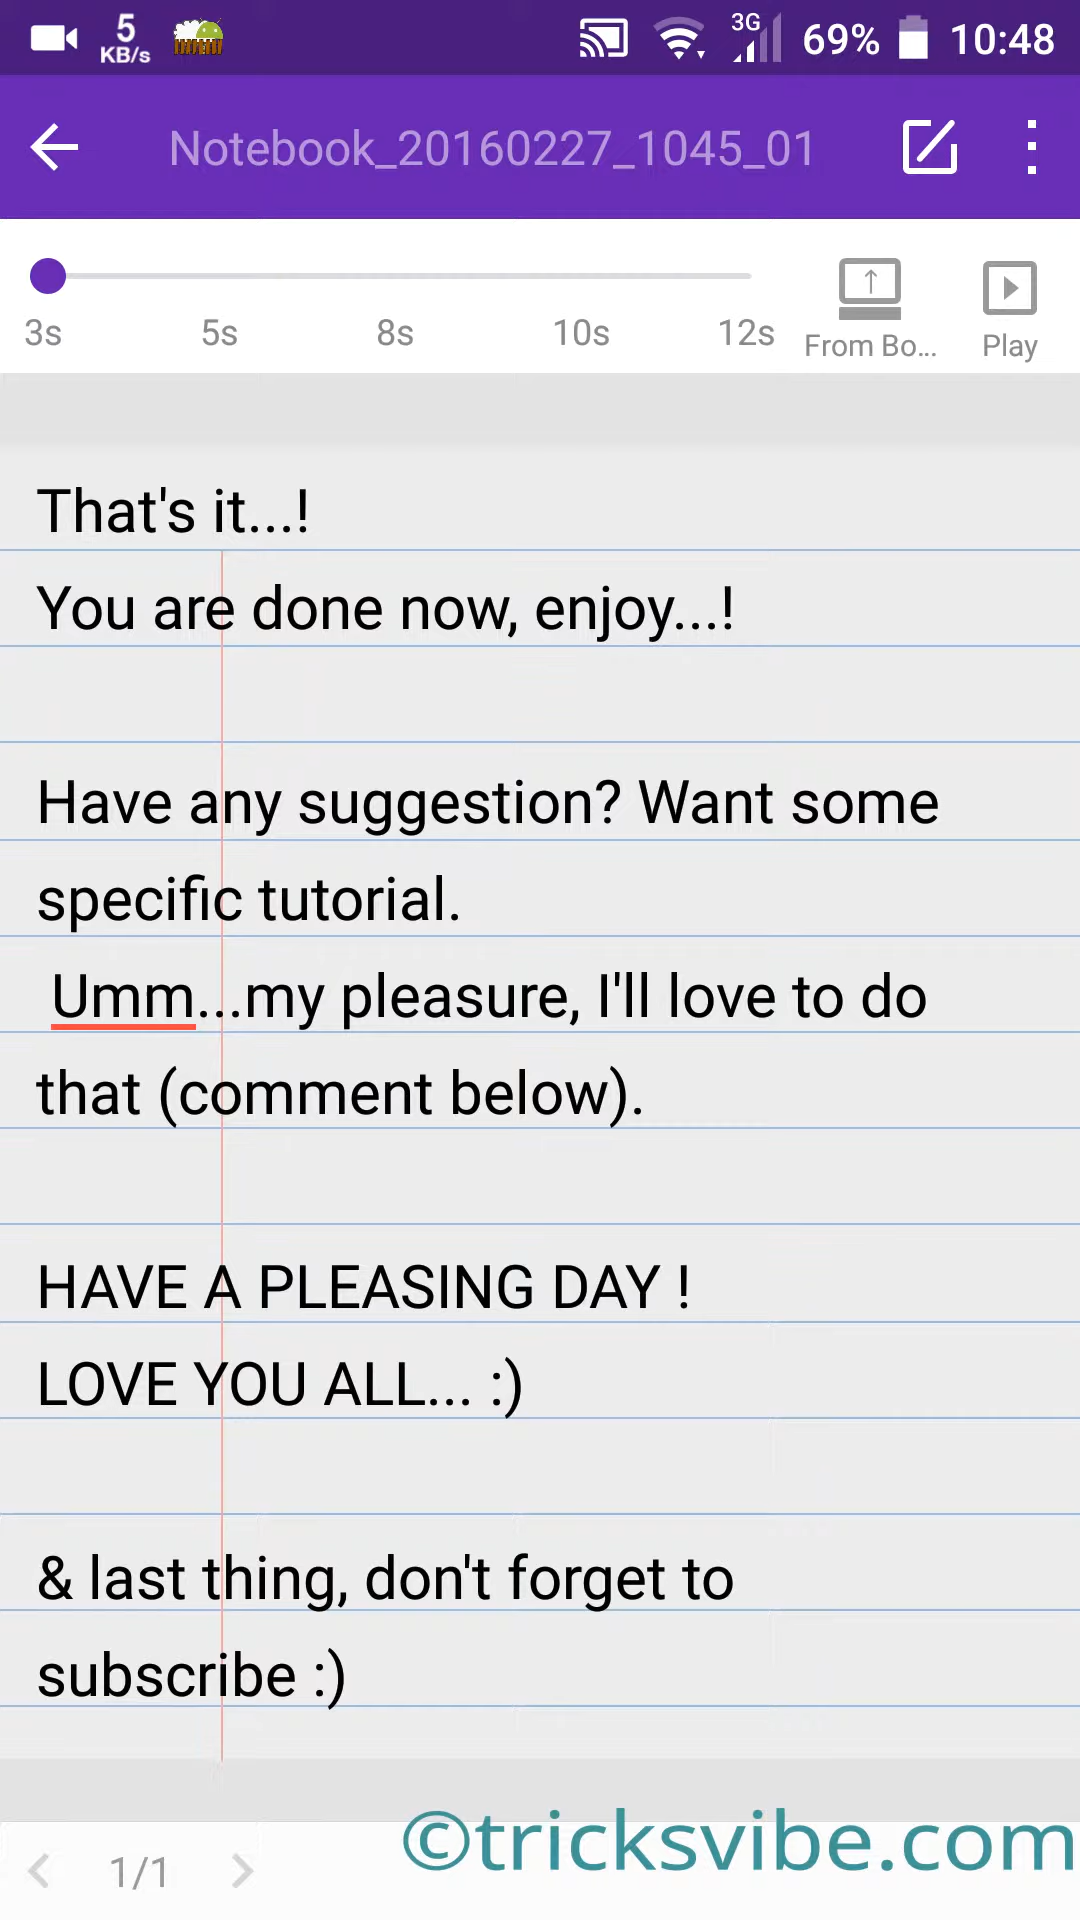 5
KB/s
3G
69%
10:48
Notebook_20160227_1045_01
3s
5s
8s
10s
12s
From Bo...
Play
That's it...!
You are done now, enjoy...!
Have any suggestion? Want some
specific tutorial.
Umm...my pleasure, I'll love to do
that (comment below).
HAVE A PLEASING DAY !
LOVE YOU ALL... :)
& last thing, don't forget to
subscribe :)
©tricksvibe.com
1/1